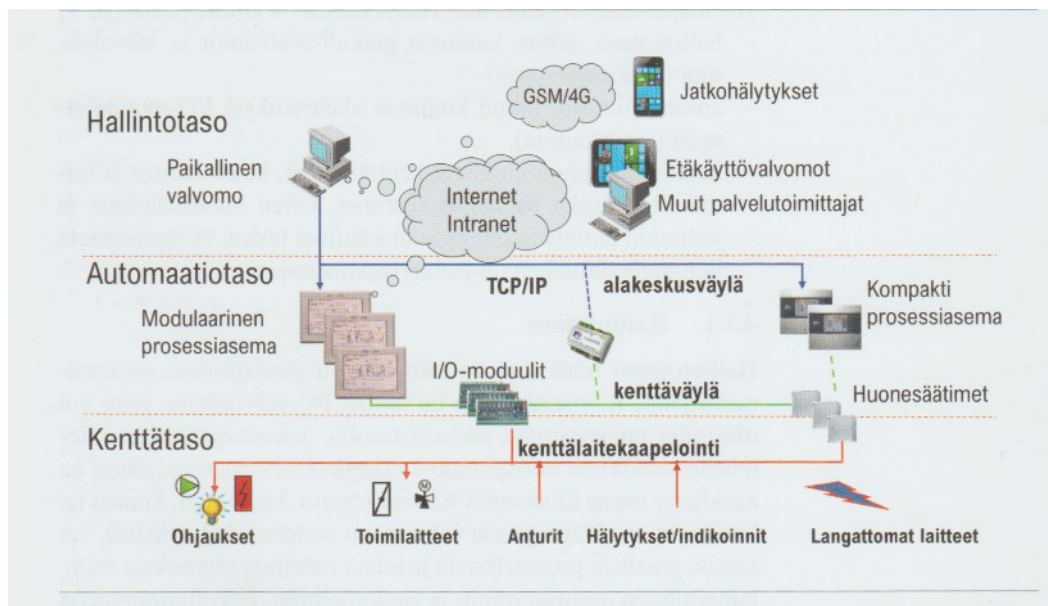 GSM/4G
Jatkohälytykset
Hallintotaso
Paikallinen
valvomo
Internet
Intranet
Etäkäyttövalvomot
Muut palvelutoimittajat
Automaatiotaso
TCP/IP
alakeskusväylä
Kompakti
prosessiasema
Modulaarinen
prosessiasema
I/O-moduulit
kenttäväylä
Huonesäätimet
Kenttätaso
kenttälaitekaapelointi
Ohjaukset
Toimilaitteet
Anturit
Hälytykset/indikoinnit
Langattomat laitteet